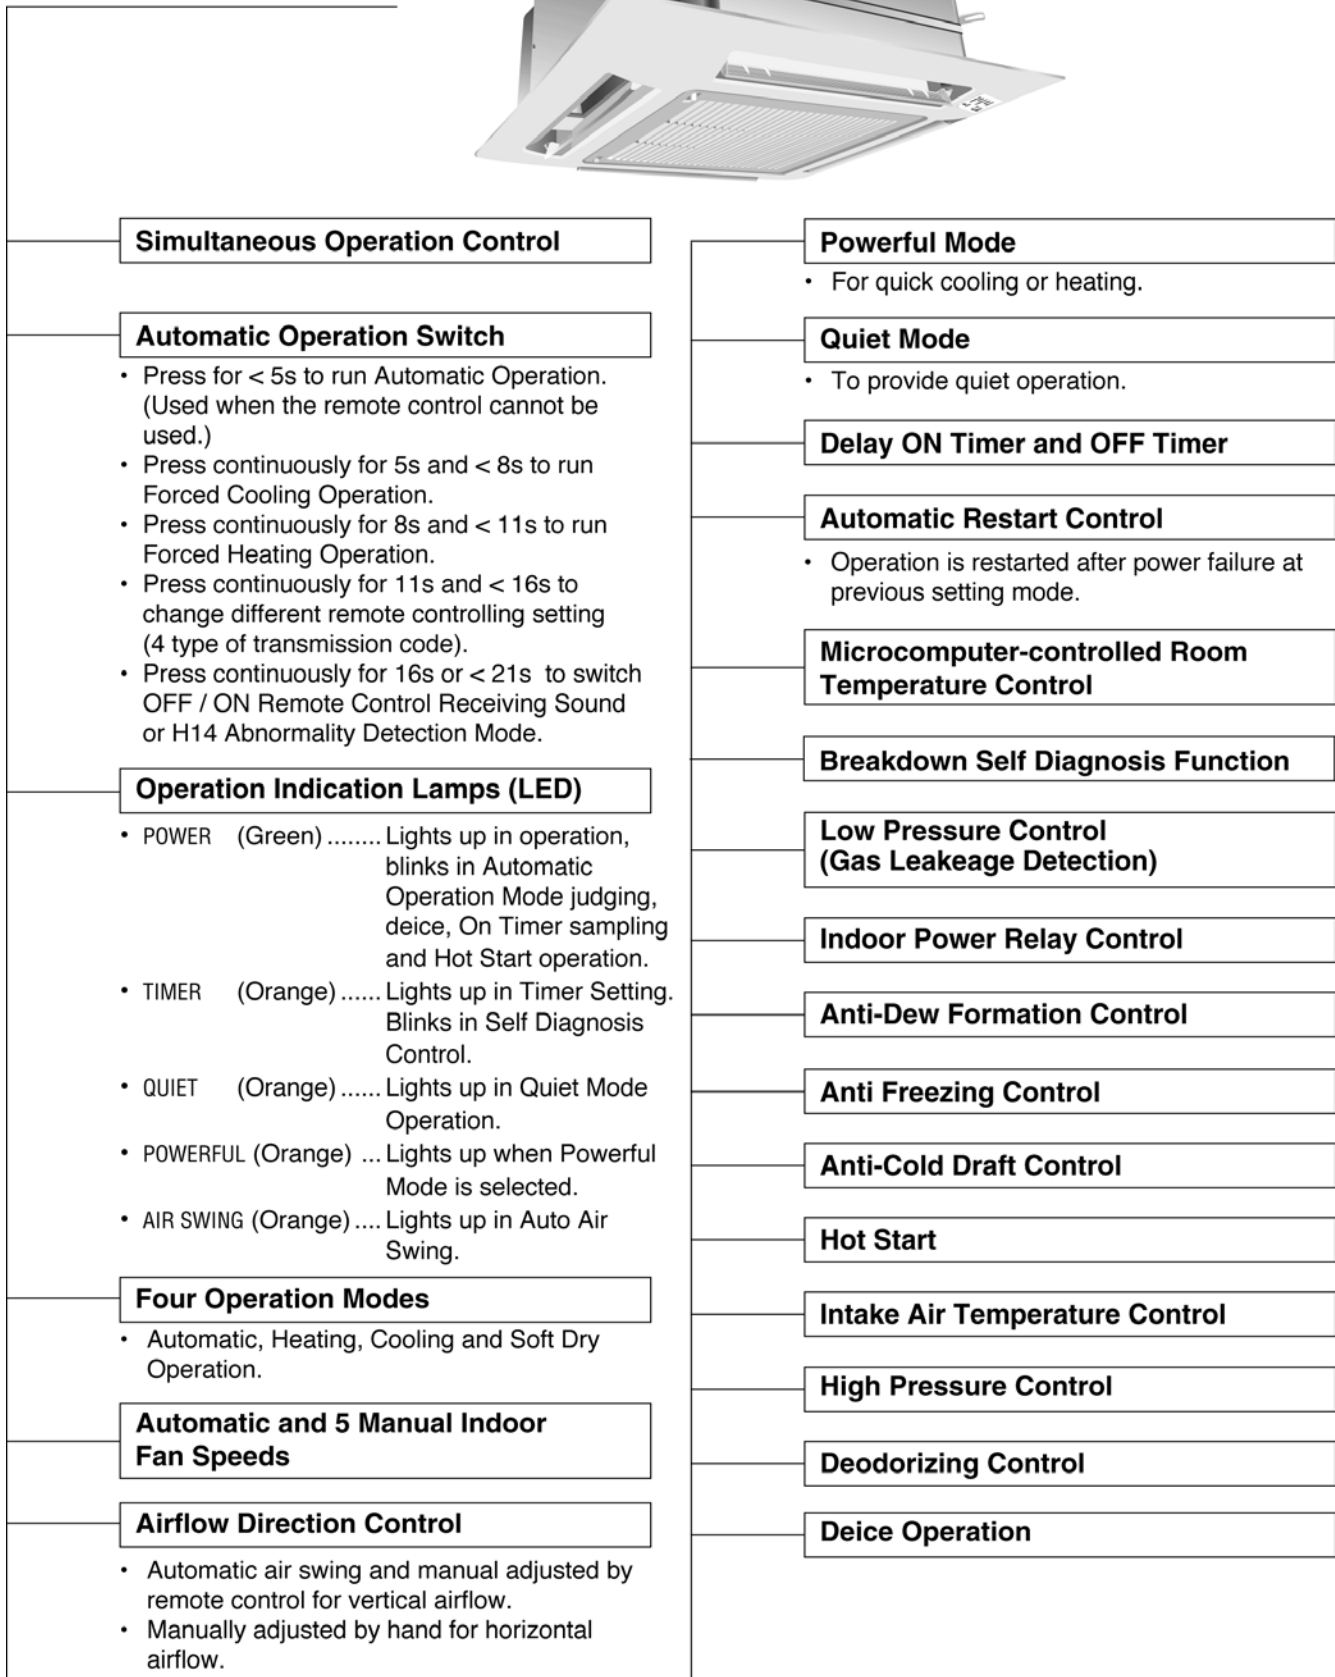 Simultaneous Operation Control
Automatic Operation Switch
• Press for < 5s to run Automatic Operation.
(Used when the remote control cannot be
used.)
• Press continuously for 5s and < 8s to run
Forced Cooling Operation.
• Press continuously for 8s and < 11s to run
Forced Heating Operation.
• Press continuously for 11s and < 16s to
change different remote controlling setting
(4 type of transmission code).
• Press continuously for 16s or < 21s to switch
OFF / ON Remote Control Receiving Sound
or H14 Abnormality Detection Mode.
Operation Indication Lamps (LED)
• POWER (Green) ........ Lights up in operation,
blinks in Automatic
Operation Mode judging,
deice, On Timer sampling
and Hot Start operation.
• TIMER (Orange) ...... Lights up in Timer Setting.
Blinks in Self Diagnosis
Control.
• QUIET (Orange) ...... Lights up in Quiet Mode
Operation.
• POWERFUL (Orange) ... Lights up when Powerful
Mode is selected.
• AIR SWING (Orange) .... Lights up in Auto Air
Swing.
Four Operation Modes
• Automatic, Heating, Cooling and Soft Dry
Operation.
Automatic and 5 Manual Indoor
Fan Speeds
Airflow Direction Control
• Automatic air swing and manual adjusted by
remote control for vertical airflow.
• Manually adjusted by hand for horizontal
airflow.
Powerful Mode
• For quick cooling or heating.
Quiet Mode
• To provide quiet operation.
Delay ON Timer and OFF Timer
Automatic Restart Control
• Operation is restarted after power failure at
previous setting mode.
Microcomputer-controlled Room
Temperature Control
Breakdown Self Diagnosis Function
Low Pressure Control
(Gas Leakeage Detection)
Indoor Power Relay Control
Anti-Dew Formation Control
Anti Freezing Control
Anti-Cold Draft Control
Hot Start
Intake Air Temperature Control
High Pressure Control
Deodorizing Control
Deice Operation